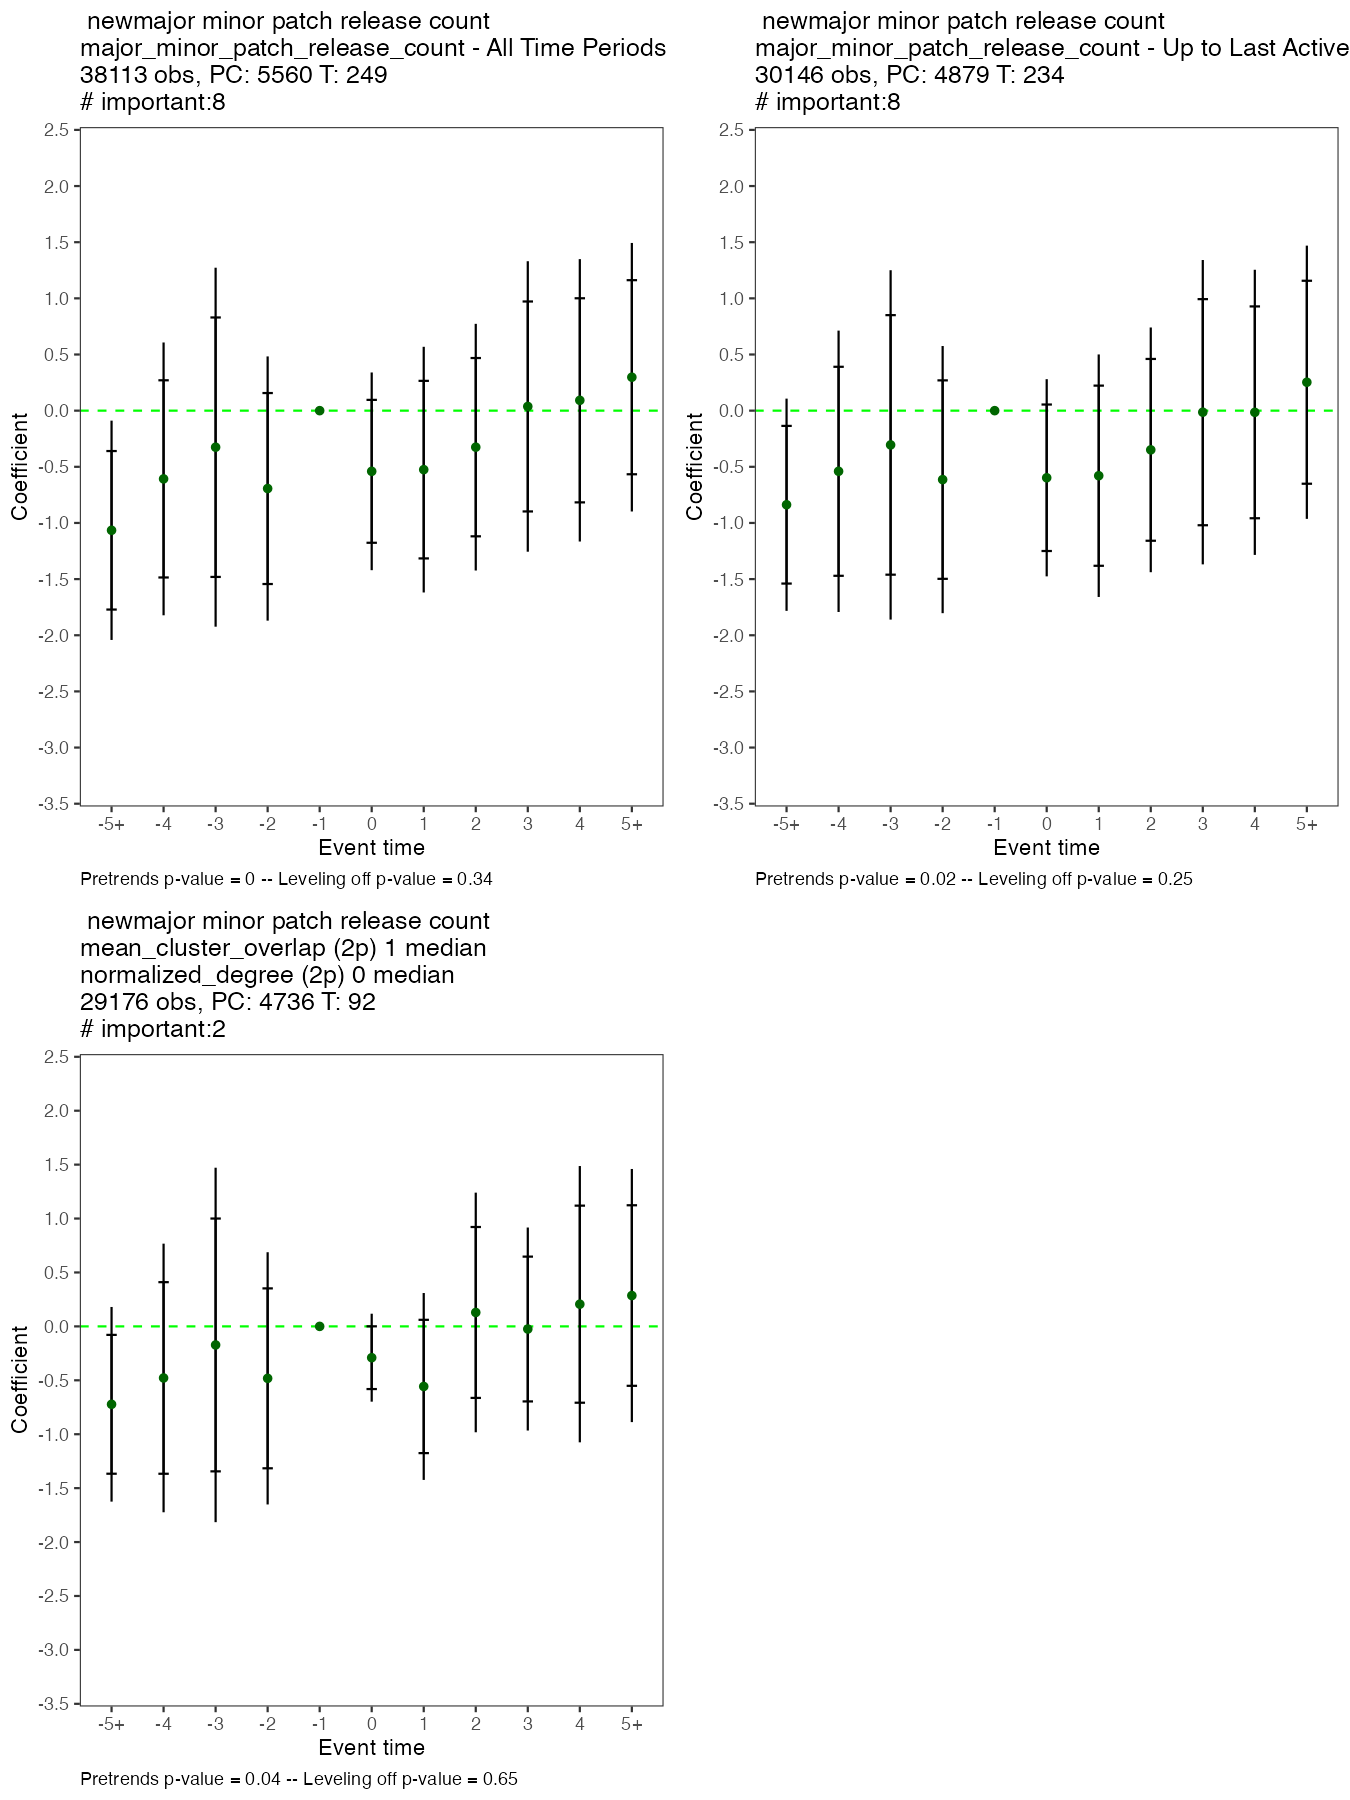 newmajor minor patch release count
major_minor_patch_release_count - All Time Periods
38113 obs, PC: 5560 T: 249
# important:8
2.5
2.0
1.5
1.0
0.5
0.0
-0.5
-1.0
-1.5
-2.0
-2.5
-3.0
-3.5
Coefficient
-5+ -4 -3 -2 -1 0 1 2 3 4 5+
Event time
Pretrends p-value = 0 -- Leveling off p-value = 0.34
newmajor minor patch release count
major_minor_patch_release_count - Up to Last Active
30146 obs, PC: 4879 T: 234
# important:8
2.5
2.0
1.5
1.0
0.5
0.0
-0.5
-1.0
-1.5
-2.0
-2.5
-3.0
-3.5
Coefficient
-5+ -4 -3 -2 -1 0 1 2 3 4 5+
Event time
Pretrends p-value = 0.02 -- Leveling off p-value = 0.25
newmajor minor patch release count
mean_cluster_overlap (2p) 1 median
normalized_degree (2p) 0 median
29176 obs, PC: 4736 T: 92
# important:2
2.5
2.0
1.5
1.0
0.5
0.0
-0.5
-1.0
-1.5
-2.0
-2.5
-3.0
-3.5
Coefficient
-5+ -4 -3 -2 -1 0 1 2 3 4 5+
Event time
Pretrends p-value = 0.04 -- Leveling off p-value = 0.65